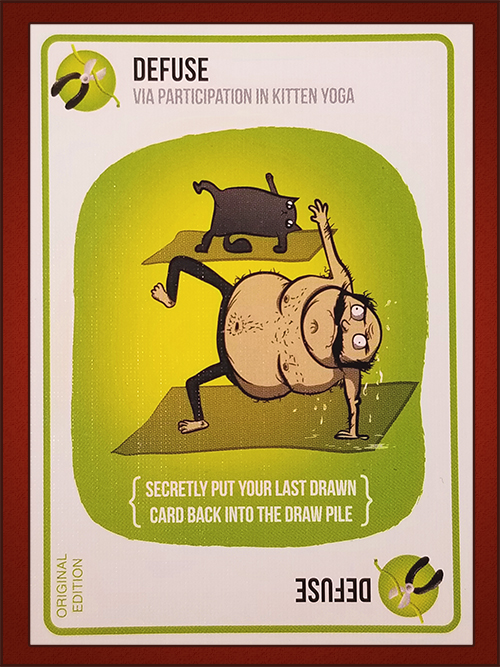 DEFUSE
VIA PARTICIPATION IN KITTEN YOGA
SECRETLY PUT YOUR LAST DRAWN
CARD BACK INTO THE DRAW PILE
ORIGINAL
EDITION
DEFUSE